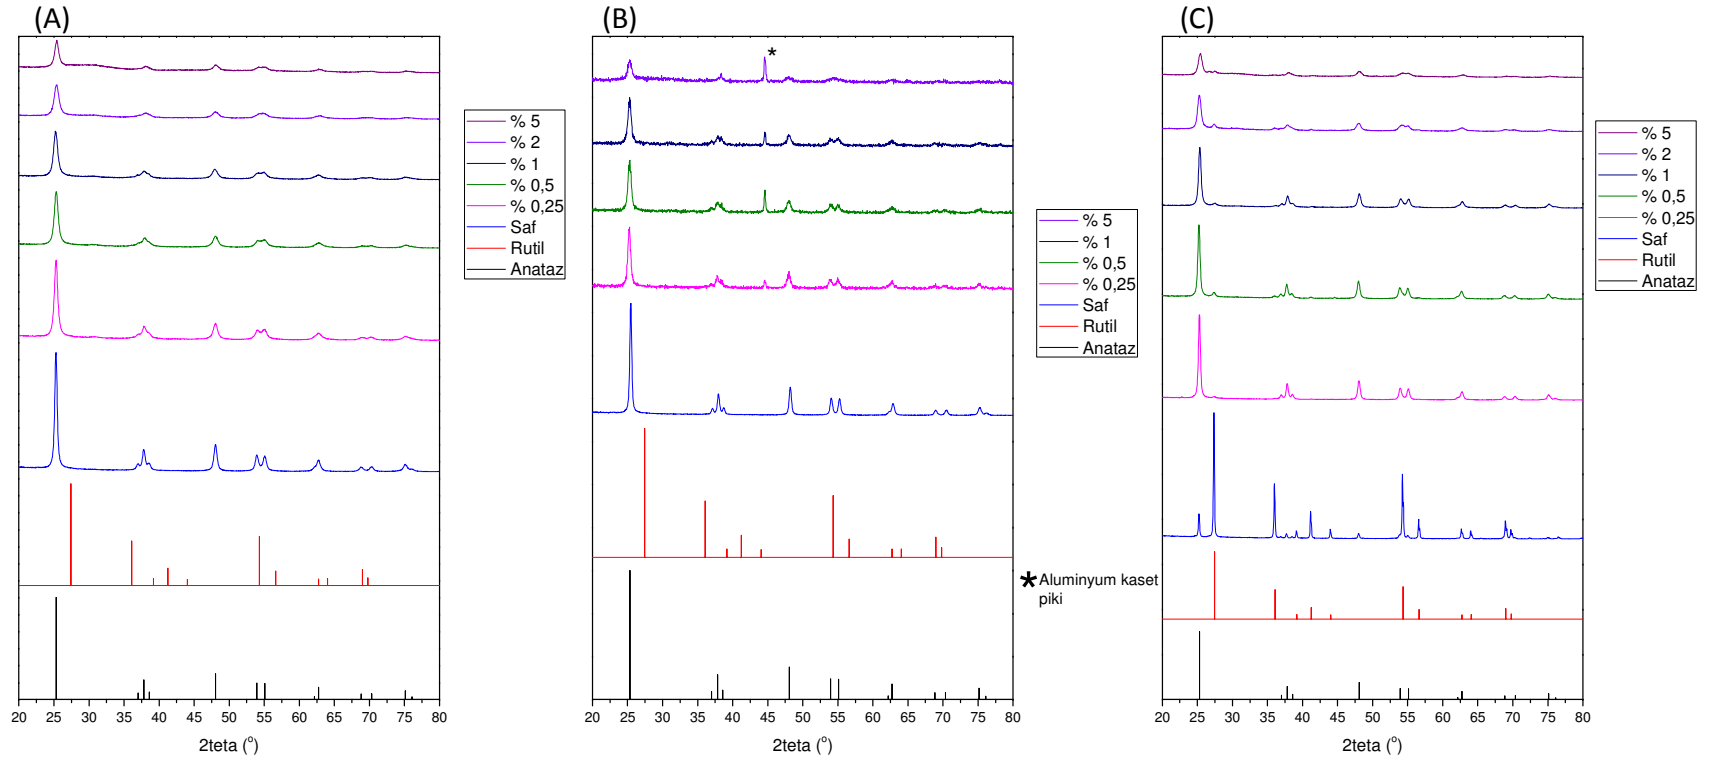 (A)
% 5
% 2
% 1
% 0,5
% 0,25
Saf
Rutil
Anataz
20 25 30 35 40 45 50 55 60 65 70 75 80
2teta (°)
(B)
*
% 5
% 1
% 0,5
% 0,25
Saf
Rutil
Anataz
* Aluminyum kaset
piki
20 25 30 35 40 45 50 55 60 65 70 75 80
2teta (°)
(C)
% 5
% 2
% 1
% 0,5
% 0,25
Saf
Rutil
Anataz
20 25 30 35 40 45 50 55 60 65 70 75 80
2teta (°)